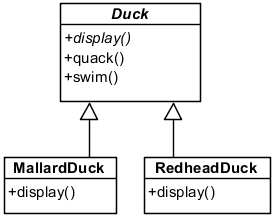 Duck
+display()
+quack()
+swim()
MallardDuck
+display()
RedheadDuck
+display()